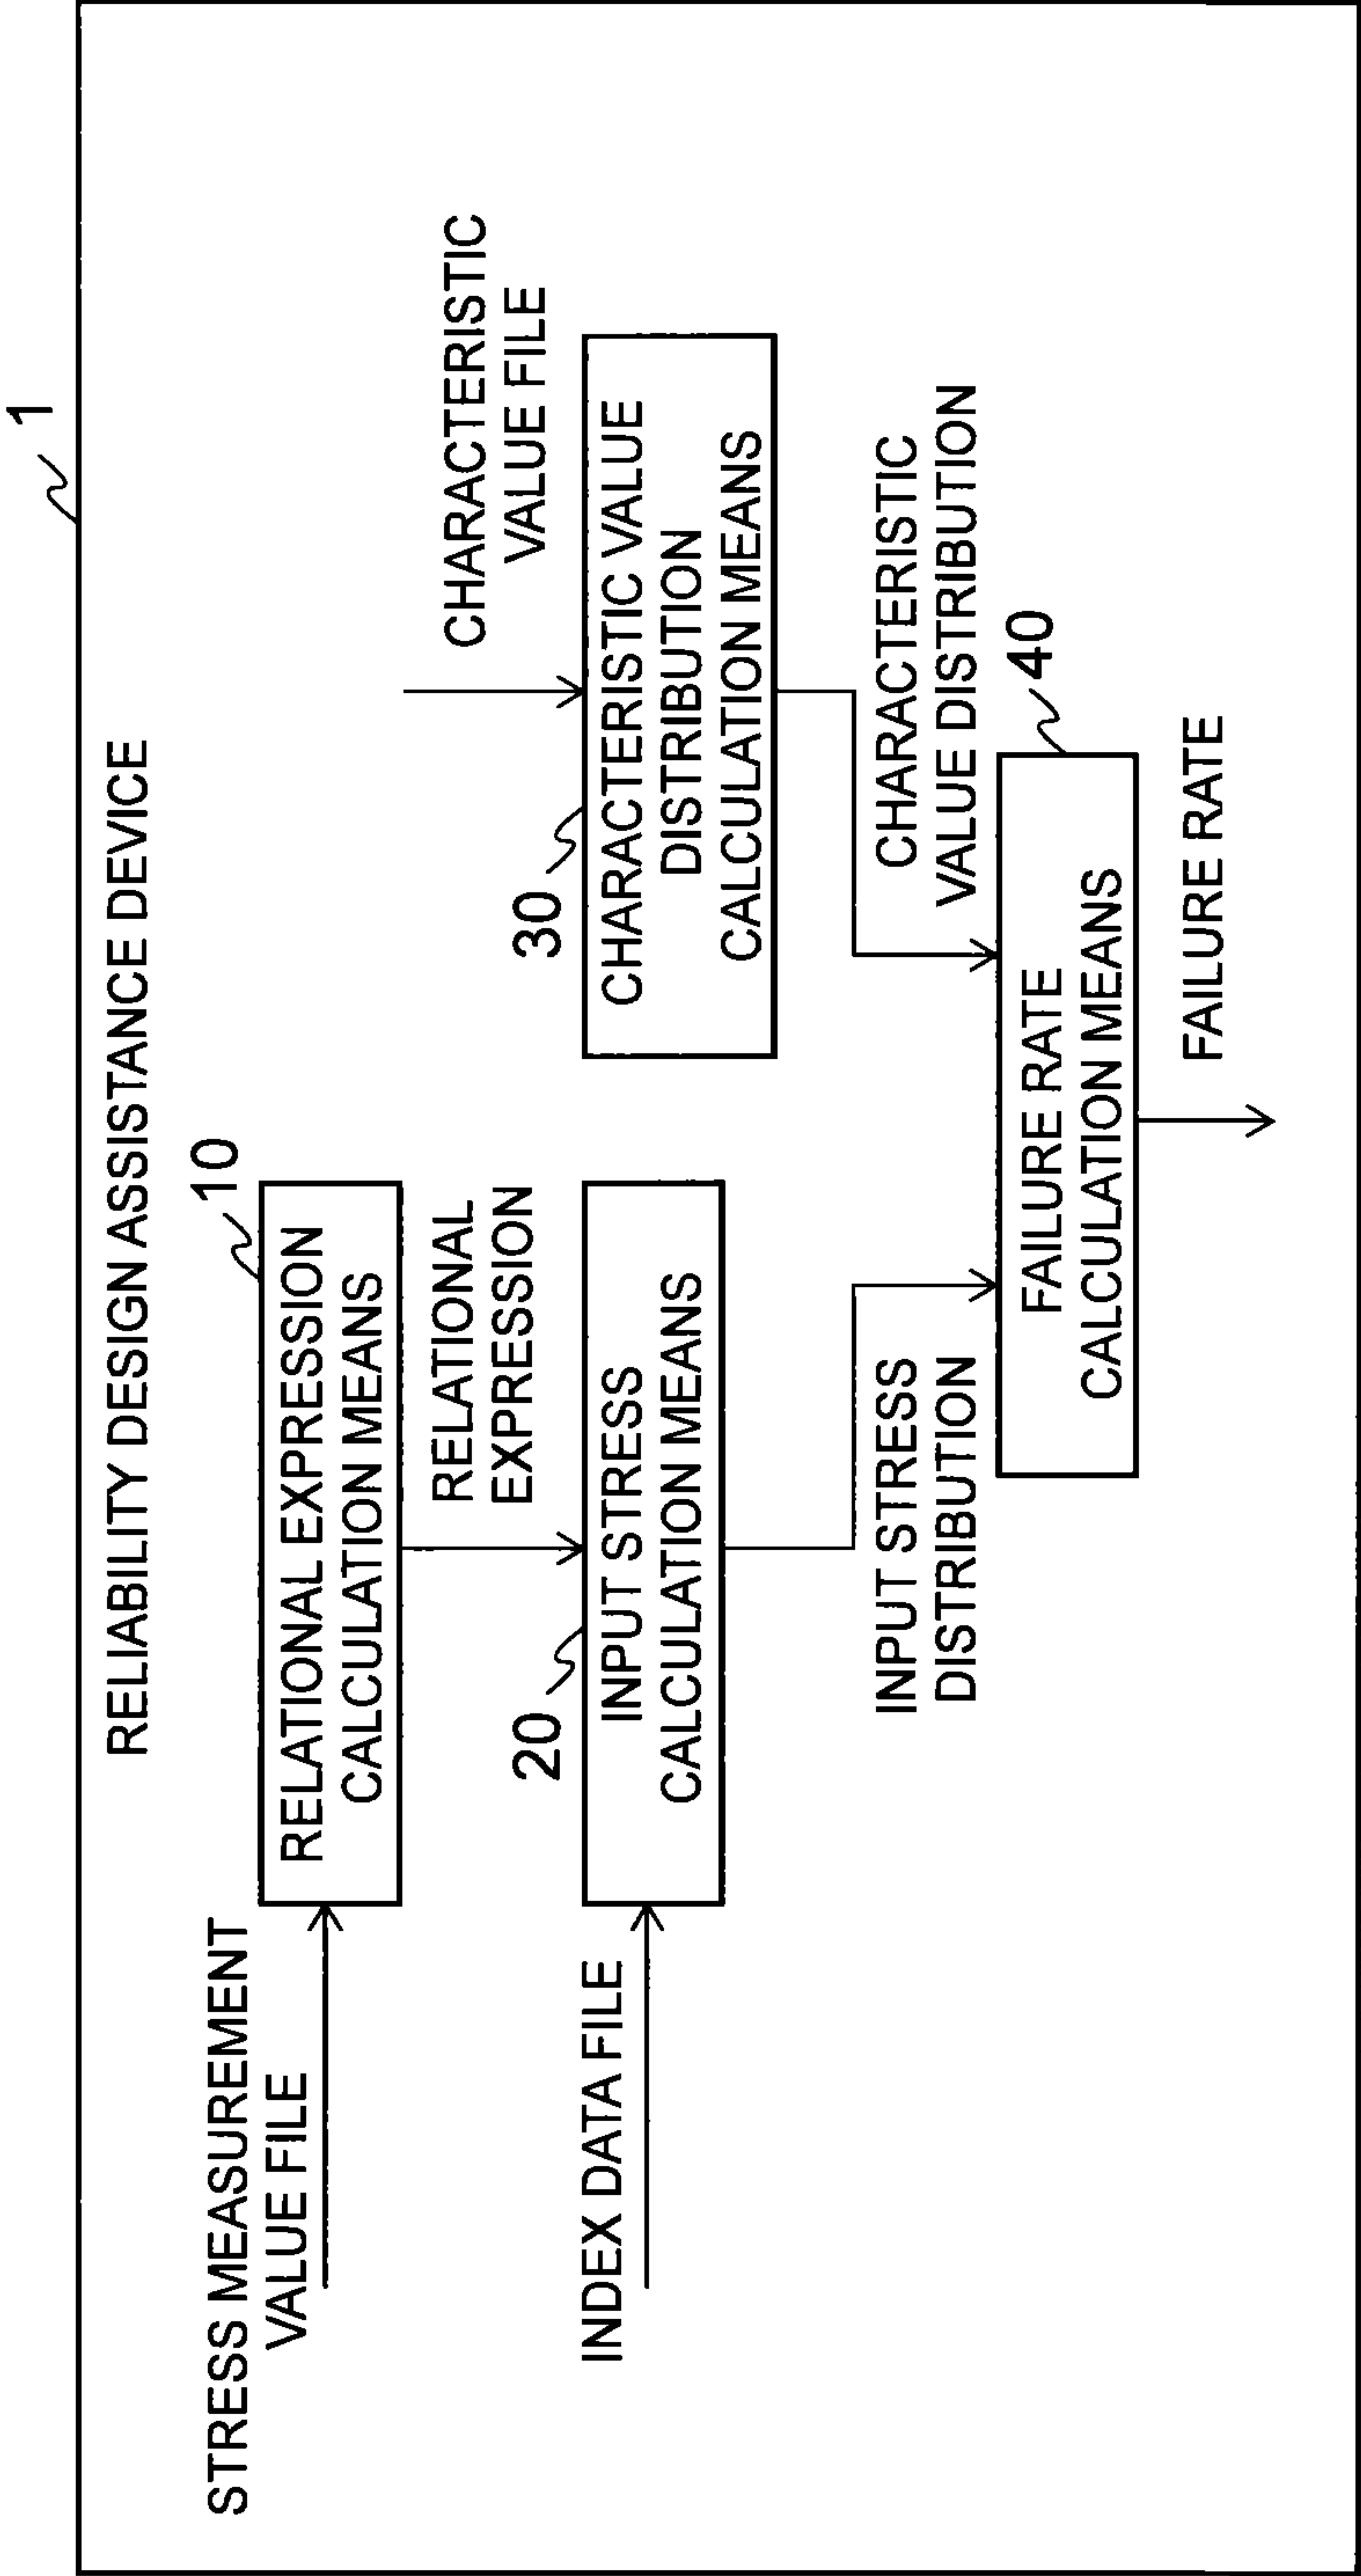 1
RELIABILITY DESIGN ASSISTANCE DEVICE
STRESS MEASUREMENT
VALUE FILE
10
RELATIONAL EXPRESSION
CALCULATION MEANS
RELATIONAL
EXPRESSION
CHARACTERISTIC
VALUE FILE
INDEX DATA FILE
20
INPUT STRESS
CALCULATION MEANS
30
CHARACTERISTIC VALUE
DISTRIBUTION
CALCULATION MEANS
INPUT STRESS
DISTRIBUTION
CHARACTERISTIC
VALUE DISTRIBUTION
40
FAILURE RATE
CALCULATION MEANS
FAILURE RATE